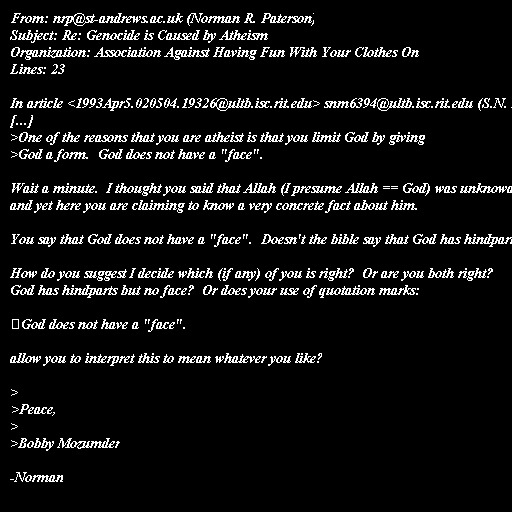 From: nrp@st-andrews.ac.uk (Norman R. Paterson)
Subject: Re: Genocide is Caused by Atheism
Organization: Association Against Having Fun With Your Clothes On
Lines: 23
In article <1993Apr5.020504.19326@ultb.isc.rit.edu> snm6394@ultb.isc.rit.edu (S.N.
[...]
>One of the reasons that you are atheist is that you limit God by giving
>God a form.  God does not have a "face".
Wait a minute.  I thought you said that Allah (I presume Allah == God) was unknowa
and yet here you are claiming to know a very concrete fact about him.
You say that God does not have a "face".  Doesn't the bible say that God has hindpart
How do you suggest I decide which (if any) of you is right?  Or are you both right?
God has hindparts but no face?  Or does your use of quotation marks:
God does not have a "face".
allow you to interpret this to mean whatever you like?
>
>Peace,
>
>Bobby Mozumder
-Norman